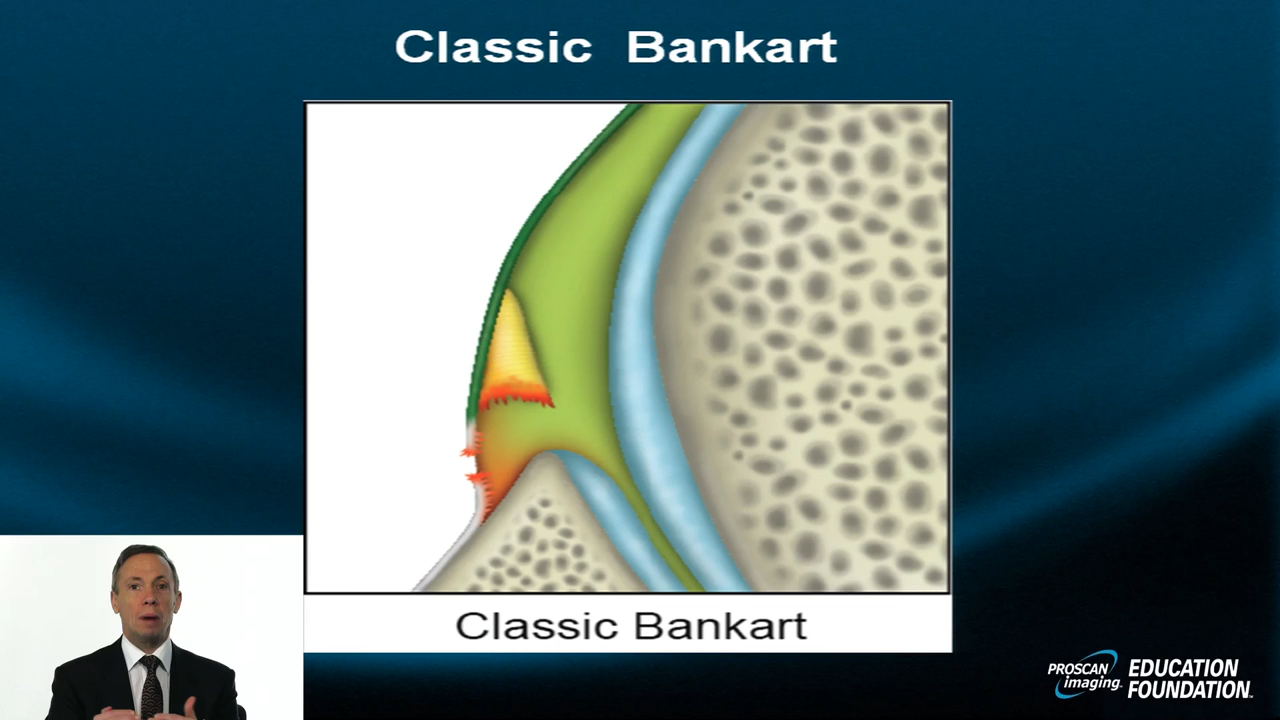 Classic Bankart
Classic Bankart
PROSCAN
imaging
EDUCATION
FOUNDATION